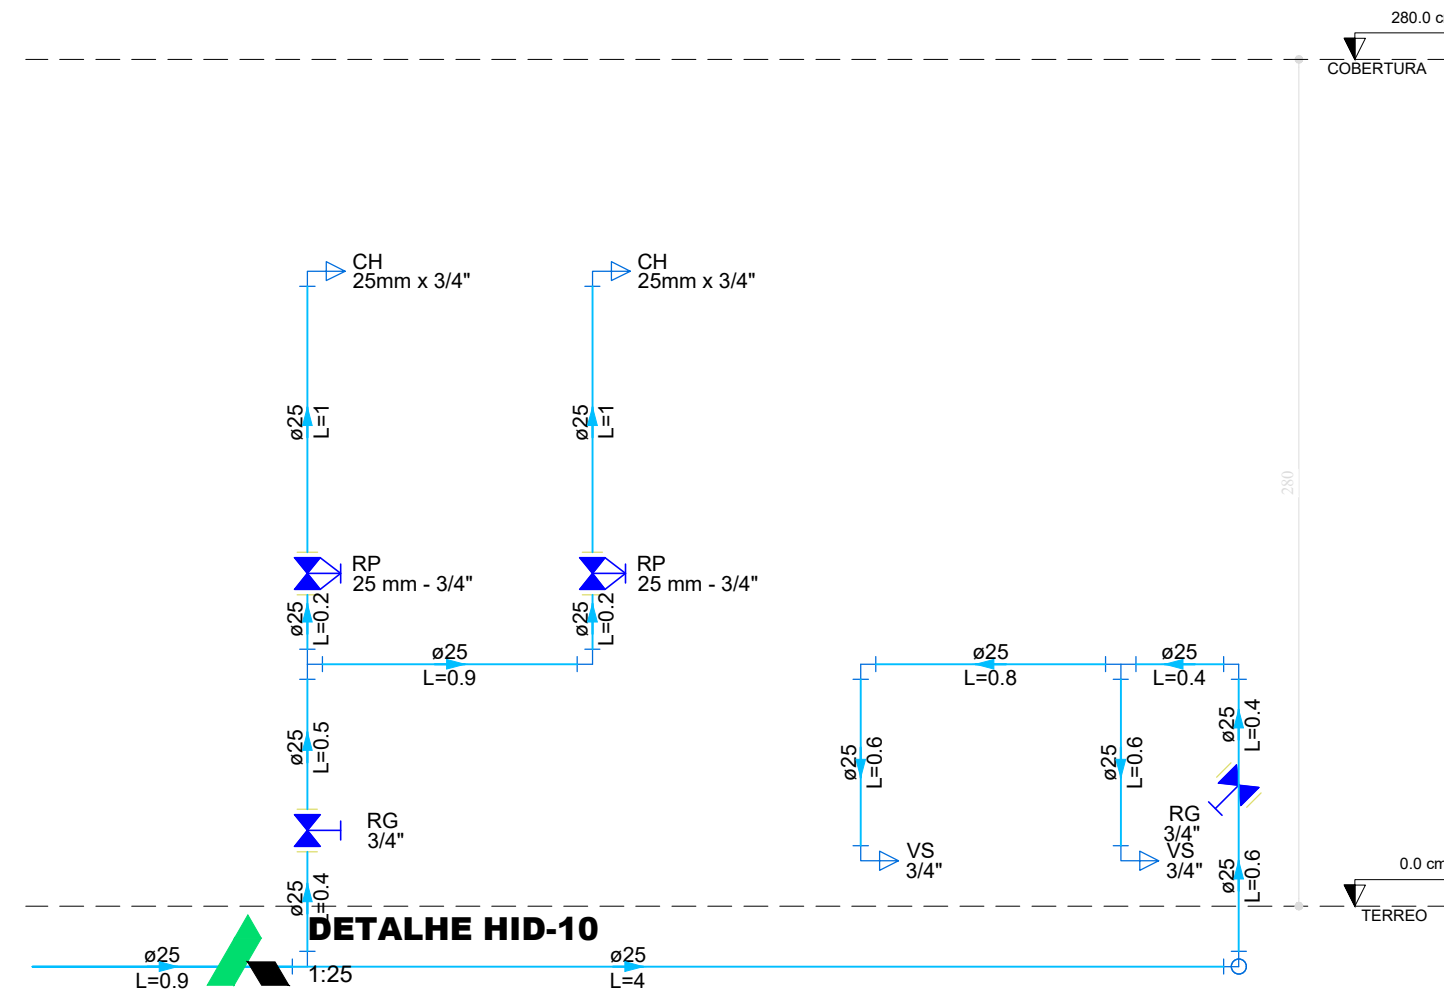 280.0 c
COBERTURA
CH
25mm x 3/4"
CH
25mm x 3/4"
ø25
L=1
ø25
L=1
280
RP
25 mm - 3/4"
RP
25 mm - 3/4"
ø25
L=0.2
ø25
L=0.2
ø25
L=0.9
ø25
L=0.8
ø25
L=0.4
ø25
L=0.5
ø25
L=0.6
ø25
L=0.6
ø25
L=0.4
RG
3/4"
RG
3/4"
VS
3/4"
VS
3/4"
ø25
L=0.6
0.0 cm
TERREO
ø25
L=0.4
DETALHE HID-10
1:25
ø25
L=0.9
ø25
L=4